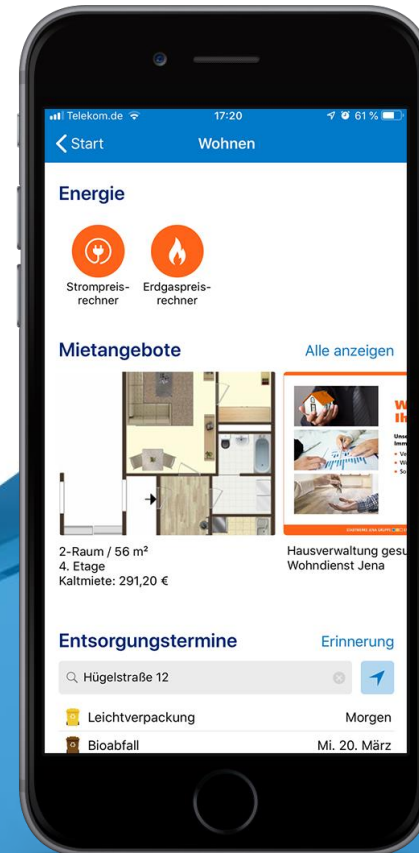 Telekom.de 17:20 61 %
Start Wohnen
Energie
Strompreis-
rechner
Erdgaspreis-
rechner
Mietangebote Alle anzeigen
2-Raum / 56 m²
4. Etage
Kaltmiete: 291,20 €
Hausverwaltung gesu
Wohndienst Jena
Entsorgungstermine Erinnerung
Hügelstraße 12
Leichtverpackung Morgen
Bioabfall Mi. 20. März